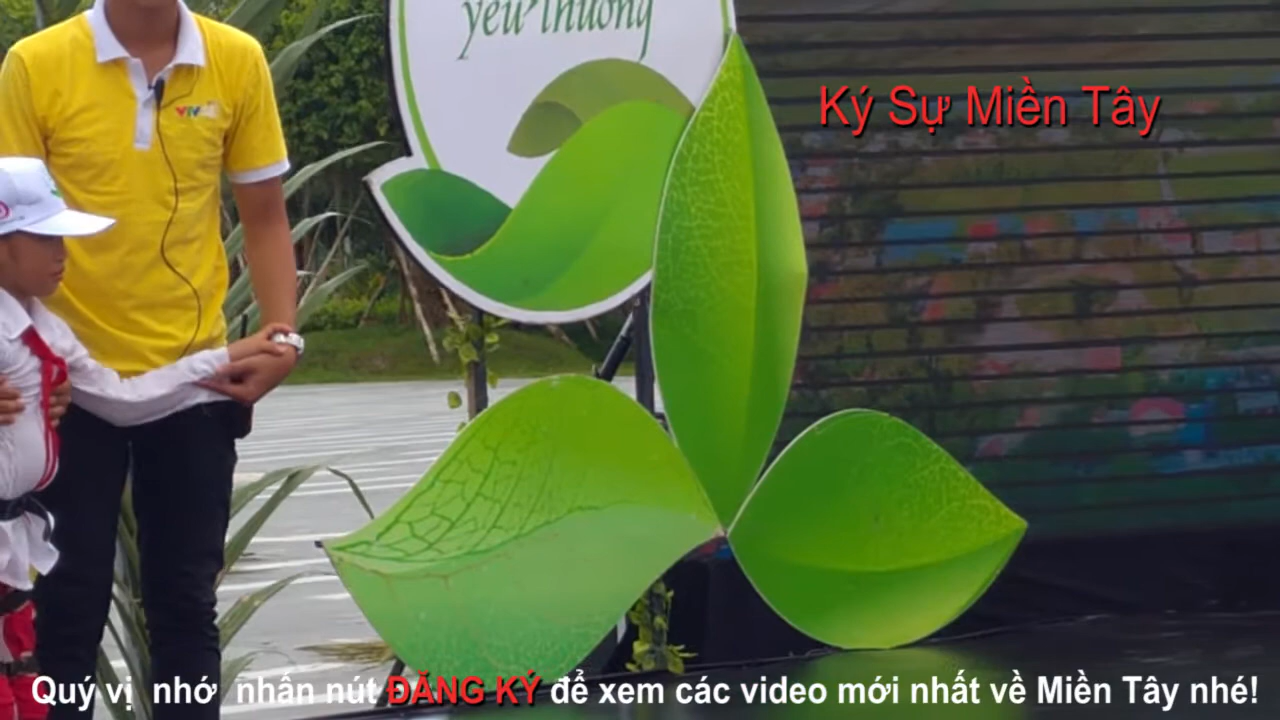 yêu thương
Ký Sự Miền Tây
VTV
Quý vị nhớ nhấn nút ĐĂNG KÝ để xem các video mới nhất về Miền Tây nhé!